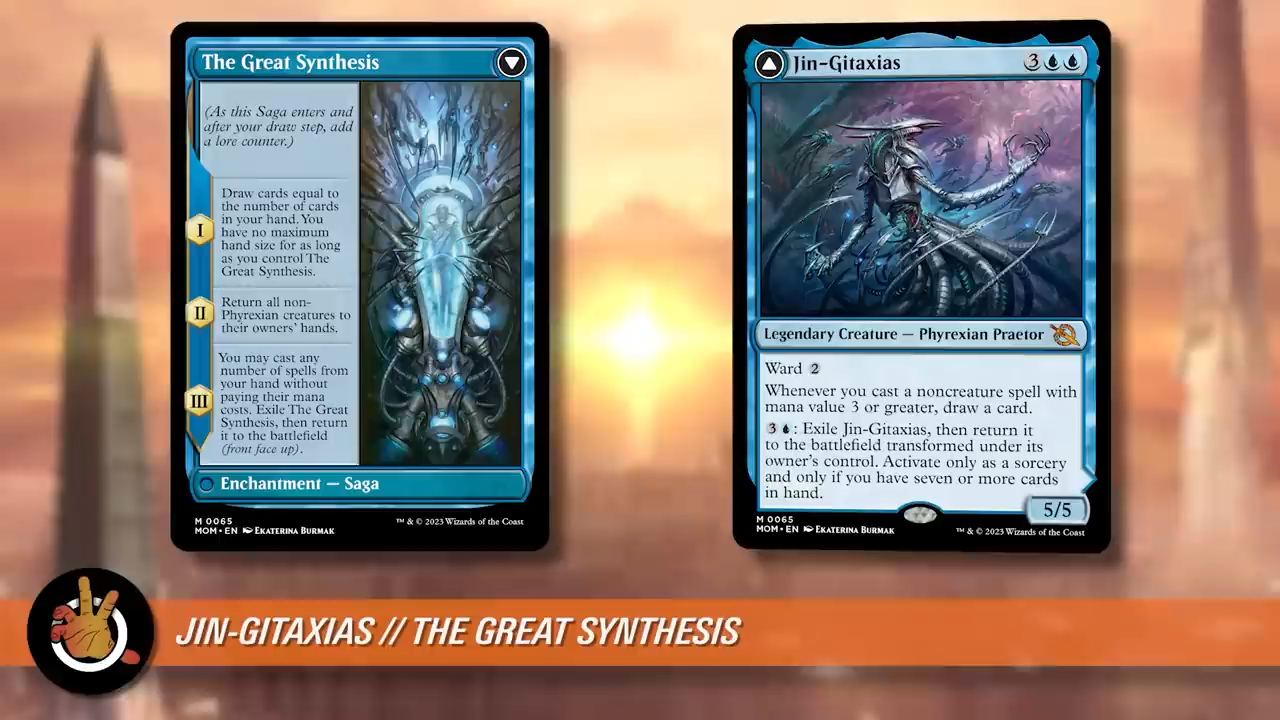 The Great Synthesis
(As this Saga enters and
after your draw step, add
a lore counter.)
I
Draw cards equal to
the number of cards
in your hand. You
have no maximum
hand size for as long
as you control The
Great Synthesis.
II
Return all non-
Phyrexian creatures to
their owners' hands.
III
You may cast any
number of spells from
your hand without
paying their mana
costs. Exile The Great
Synthesis, then return
it to the battlefield
(front face up).
Enchantment — Saga
M 0065
MOM • EN EKATERINA BURMAK
™ & © 2023 Wizards of the Coast
Jin-Gitaxias
3
Legendary Creature — Phyrexian Praetor
Ward 2
Whenever you cast a noncreature spell with
mana value 3 or greater, draw a card.
3 : Exile Jin-Gitaxias, then return it
to the battlefield transformed under its
owner's control. Activate only as a sorcery
and only if you have seven or more cards
in hand.
5/5
M 0065
MOM • EN EKATERINA BURMAK
™ & © 2023 Wizards of the Coast
JIN-GITAXIAS // THE GREAT SYNTHESIS